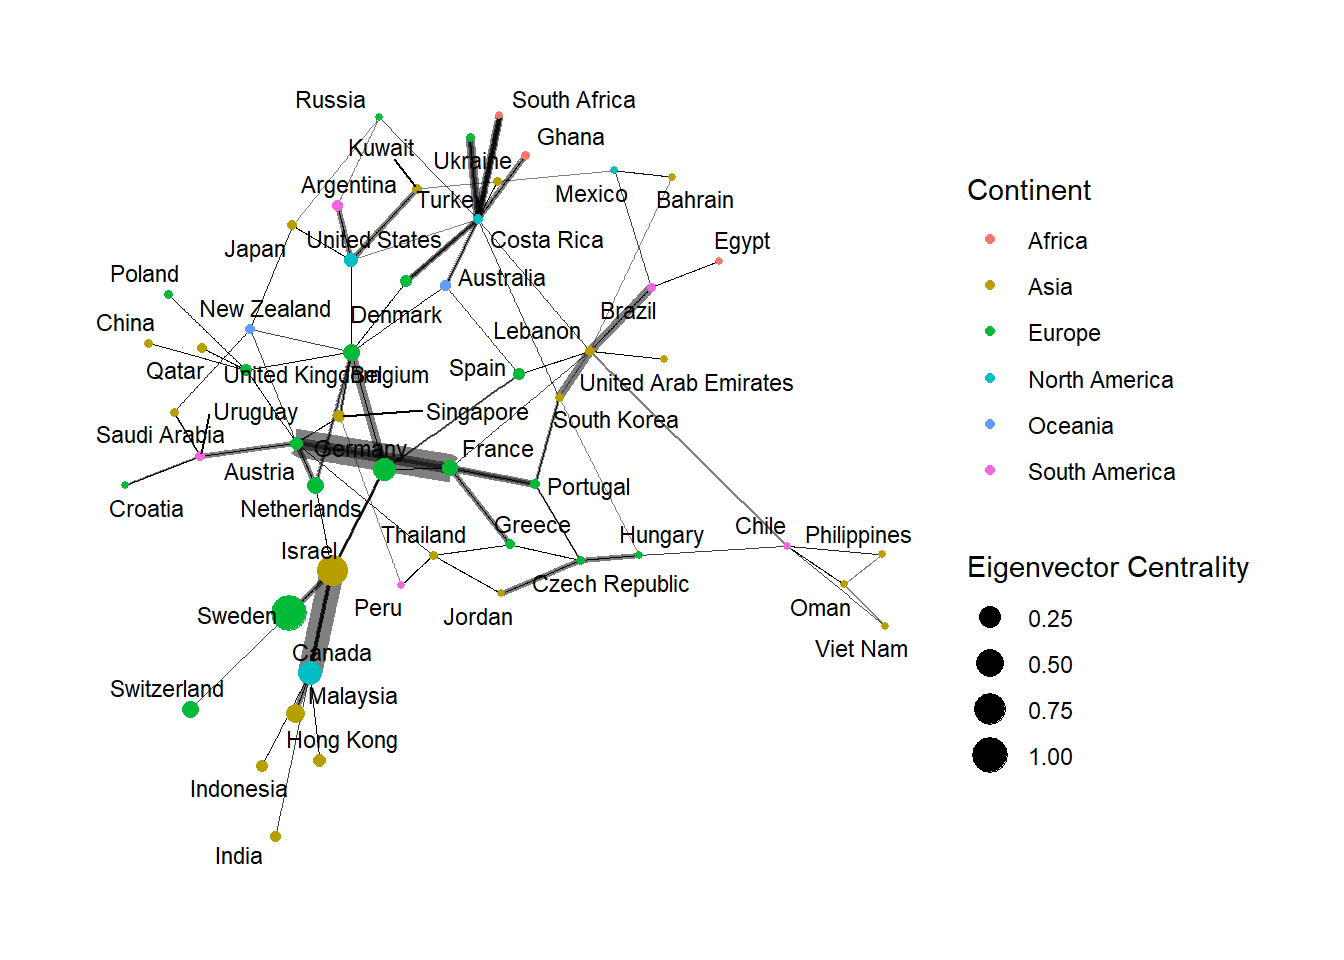 Russia
South Africa
Ghana
Kuwait
Ukraine
Argentina
Turke
Mexico
Bahrain
Japan
United States
Costa Rica
Egypt
Poland
Australia
New Zealand
Denmark
Brazil
China
Lebanon
Qatar
United Kingdom
Belgium
Spain
United Arab Emirates
Uruguay
Singapore
South Korea
Saudi Arabia
Germany
France
Austria
Portugal
Croatia
Netherlands
Greece
Thailand
Hungary
Chile
Philippines
Israel
Czech Republic
Peru
Jordan
Oman
Sweden
Viet Nam
Canada
Switzerland
Malaysia
Hong Kong
Indonesia
India
Continent
Africa
Asia
Europe
North America
Oceania
South America
Eigenvector Centrality
0.25
0.50
0.75
1.00